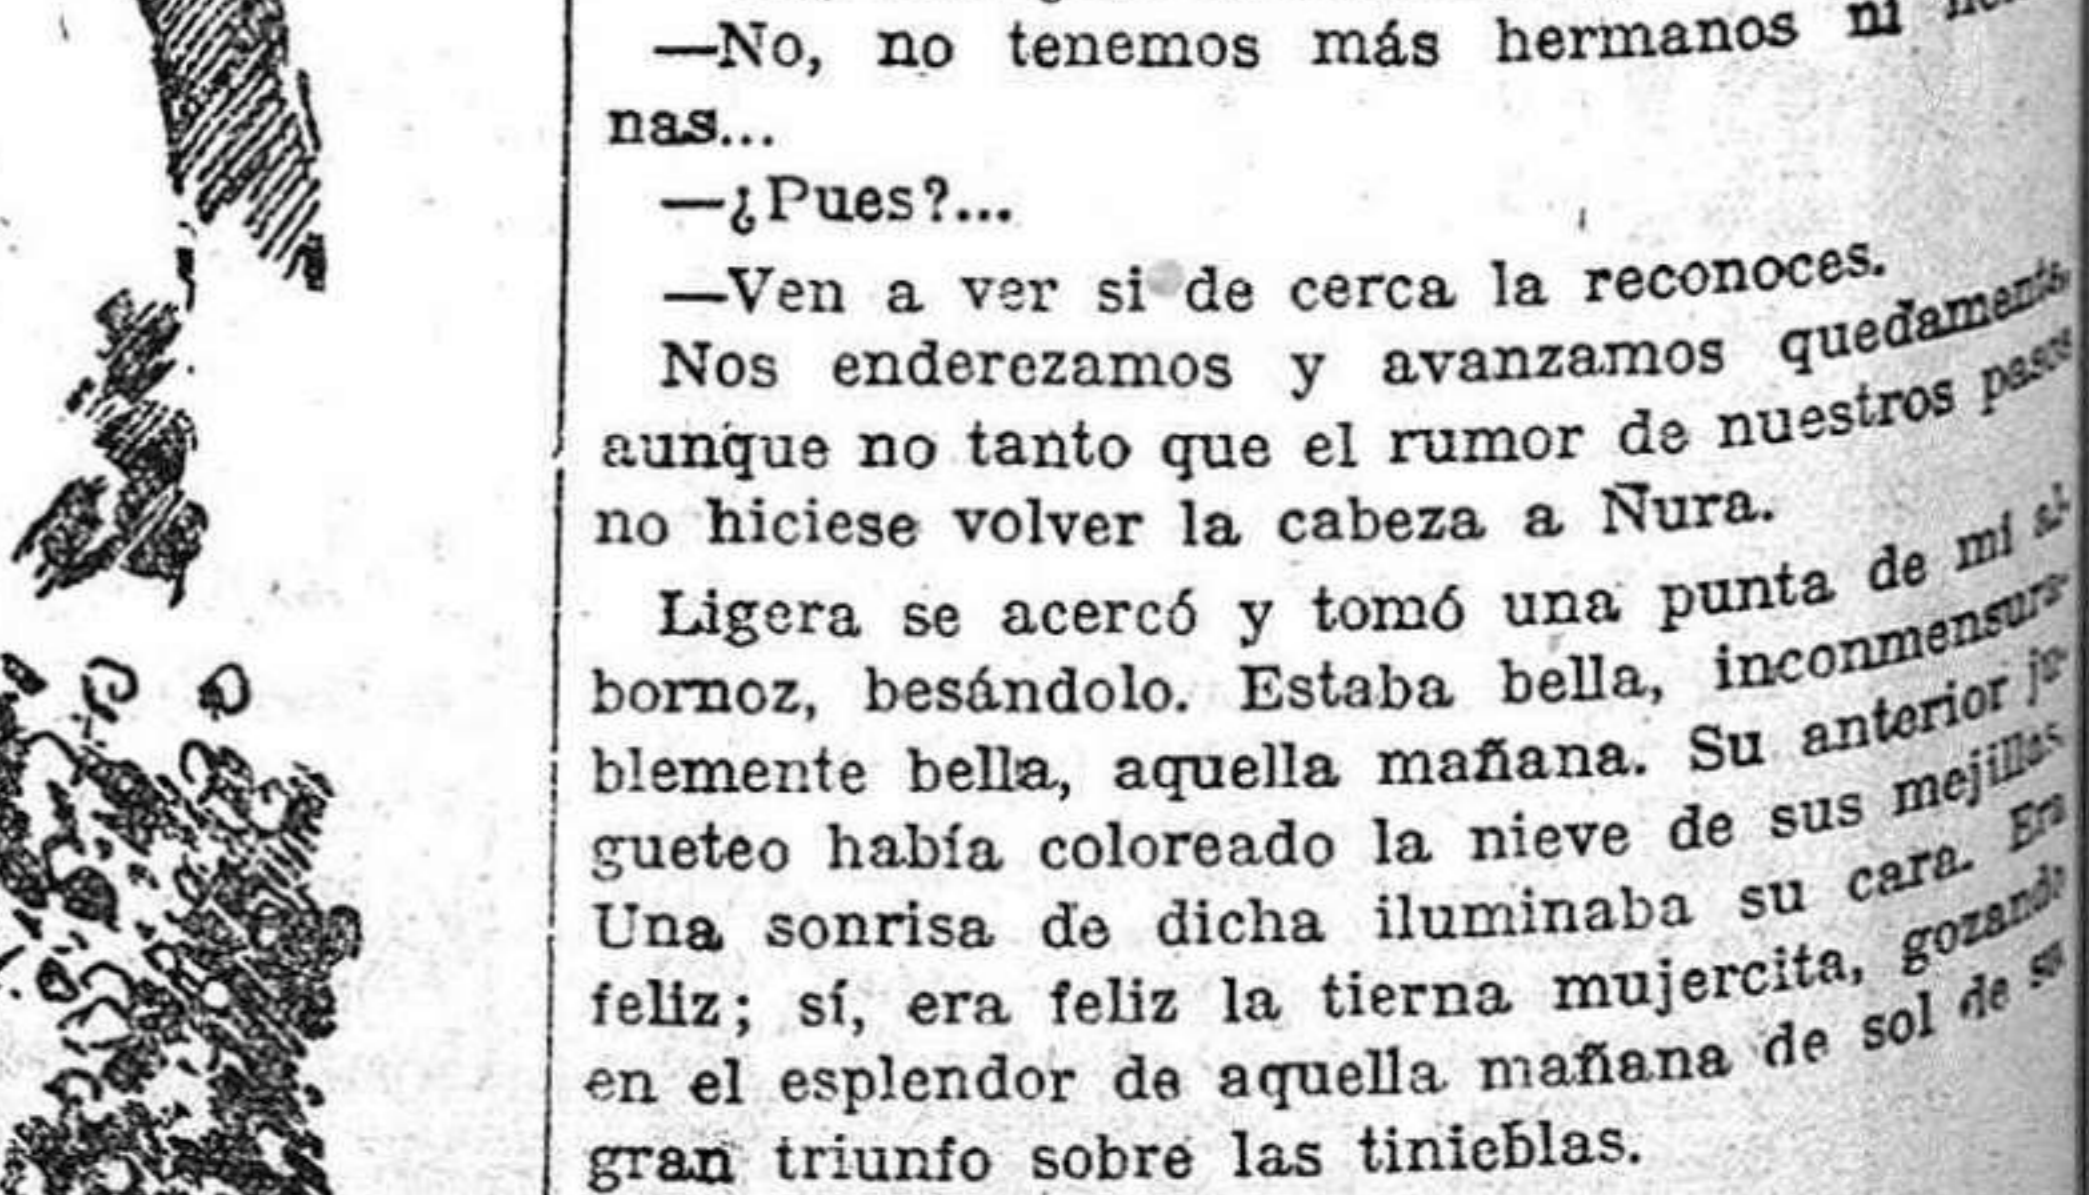 —No, no tenemos más hermanos ni
nas...
—¿Pues?...
—Ven a ver si de cerca la reconoces.
Nos enderezamos y avanzamos quedamente,
aunque no tanto que el rumor de nuestros pasos
no hiciese volver la cabeza a Ñura.
Ligera se acercó y tomó una punta de mi al-
bornoz, besándolo. Estaba bella, inconmensura-
blemente bella, aquella mañana. Su anterior ju-
gueteo había coloreado la nieve de sus mejillas
Una sonrisa de dicha iluminaba su cara. Era
feliz; sí, era feliz la tierna mujercita, gozando
en el esplendor de aquella mañana de sol de su
gran triunfo sobre las tinieblas.